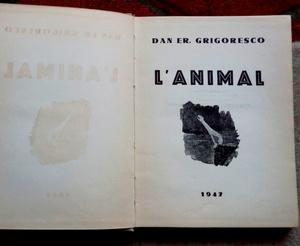 DAN ER. GRIGORESCO
L'ANIMAL
1947